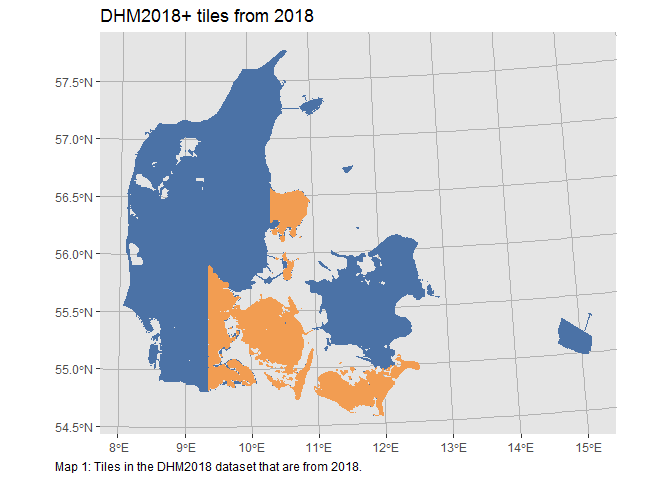 DHM2018+ tiles from 2018
57.5°N
57.0°N
56.5°N
56.0°N
55.5°N
55.0°N
54.5°N
8°E 9°E 10°E 11°E 12°E 13°E 14°E 15°E
Map 1: Tiles in the DHM2018 dataset that are from 2018.